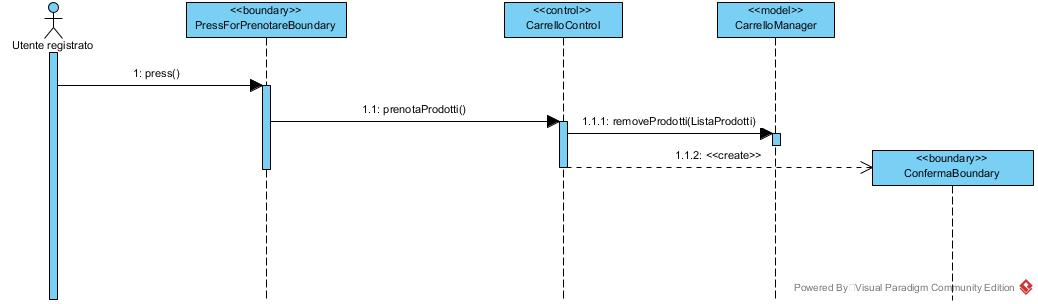 <<boundary>>
PressForPrenotareBoundary
<<control>>
CarrelloControl
<<model>>
CarrelloManager
Utente registrato
1: press()
1.1: prenotaProdotti()
1.1.1: removeProdotti(ListaProdotti)
1.1.2: <<create>>
<<boundary>>
ConfermaBoundary
Powered By Visual Paradigm Community Edition